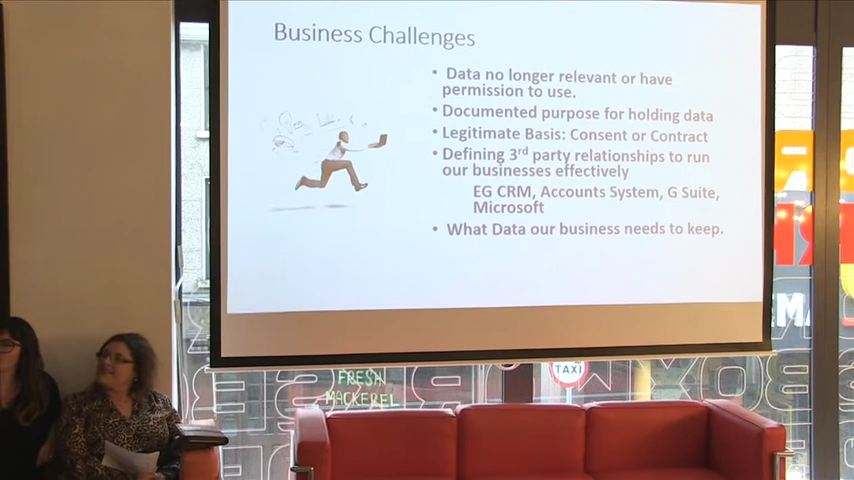 Business Challenges
• Data no longer relevant or have
permission to use.
• Documented purpose for holding data
• Legitimate Basis: Consent or Contract
• Defining 3rd party relationships to run
our businesses effectively
EG CRM, Accounts System, G Suite,
Microsoft
• What Data our business needs to keep.
FRESH
MACKEREL
TAXI